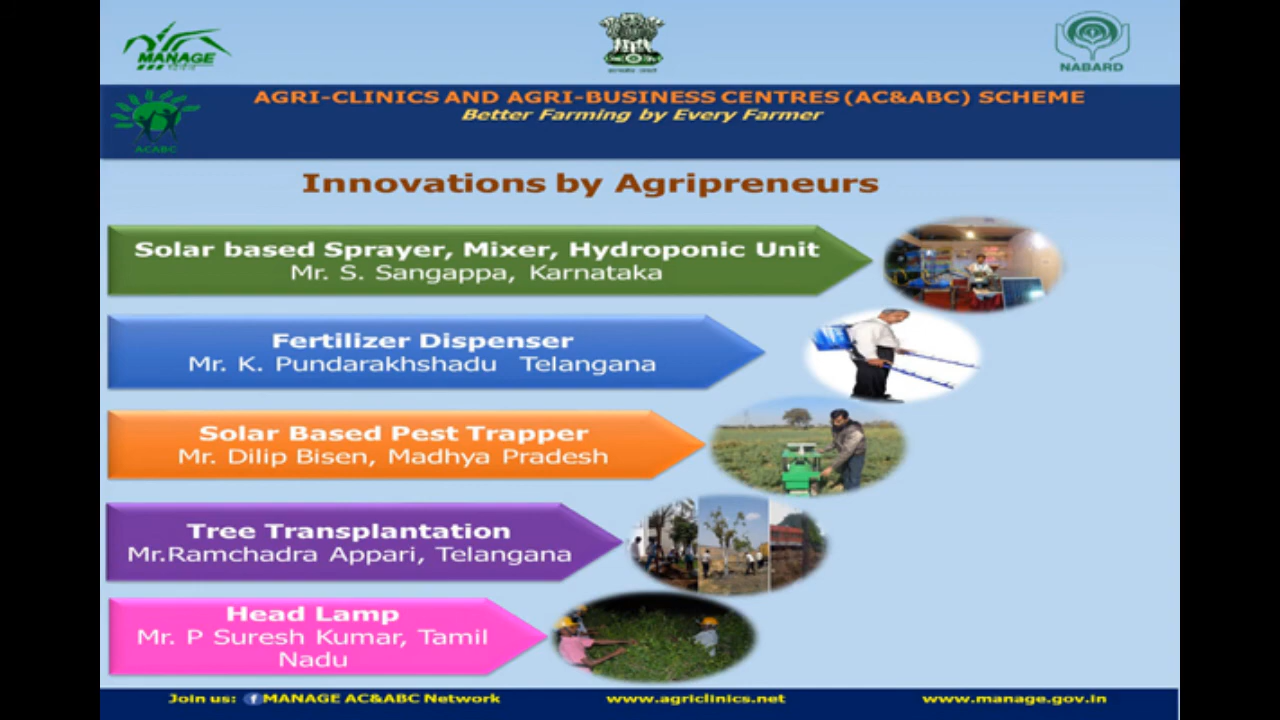 MANAGE
NABARD
AGRI-CLINICS AND AGRI-BUSINESS CENTRES (AC&ABC) SCHEME
Better Farming by Every Farmer
ACABC
Innovations by Agripreneurs
Solar based Sprayer, Mixer, Hydroponic Unit
Mr. S. Sangappa, Karnataka
Fertilizer Dispenser
Mr. K. Pundarakhshadu Telangana
Solar Based Pest Trapper
Mr. Dilip Bisen, Madhya Pradesh
Tree Transplantation
Mr.Ramchadra Appari, Telangana
Head Lamp
Mr. P Suresh Kumar, Tamil
Nadu
Join us: f MANAGE AC&ABC Network www.agriclinics.net www.manage.gov.in